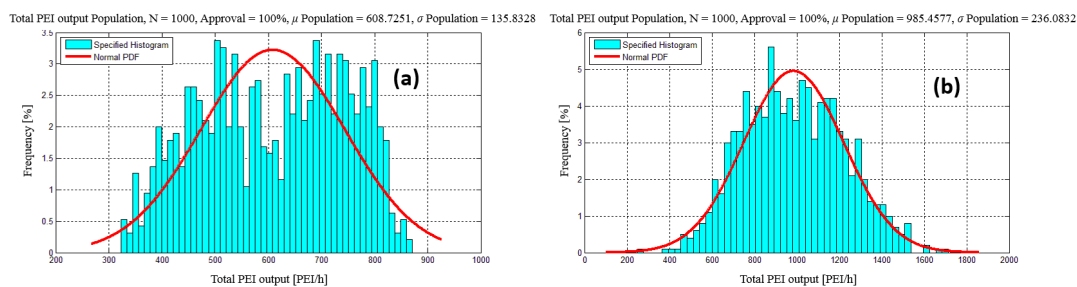 Total PEI output Population, N = 1000, Approval = 100%, μ Population = 608.7251, σ Population = 135.8328
3.5
3
2.5
2
1.5
1
0.5
0
Frequency [%]
Specified Histogram
Normal PDF
(a)
200 300 400 500 600 700 800 900 1000
Total PEI output [PEI/h]
Total PEI output Population, N = 1000, Approval = 100%, μ Population = 985.4577, σ Population = 236.0832
6
5
4
3
2
1
0
Frequency [%]
Specified Histogram
Normal PDF
(b)
0 200 400 600 800 1000 1200 1400 1600 1800 2000
Total PEI output [PEI/h]